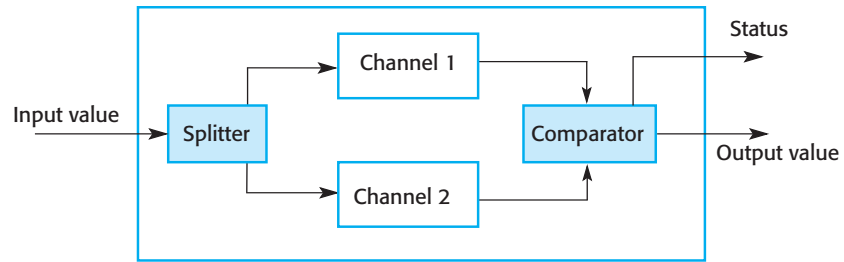 Status
Channel 1
Input value
Splitter
Comparator
Output value
Channel 2